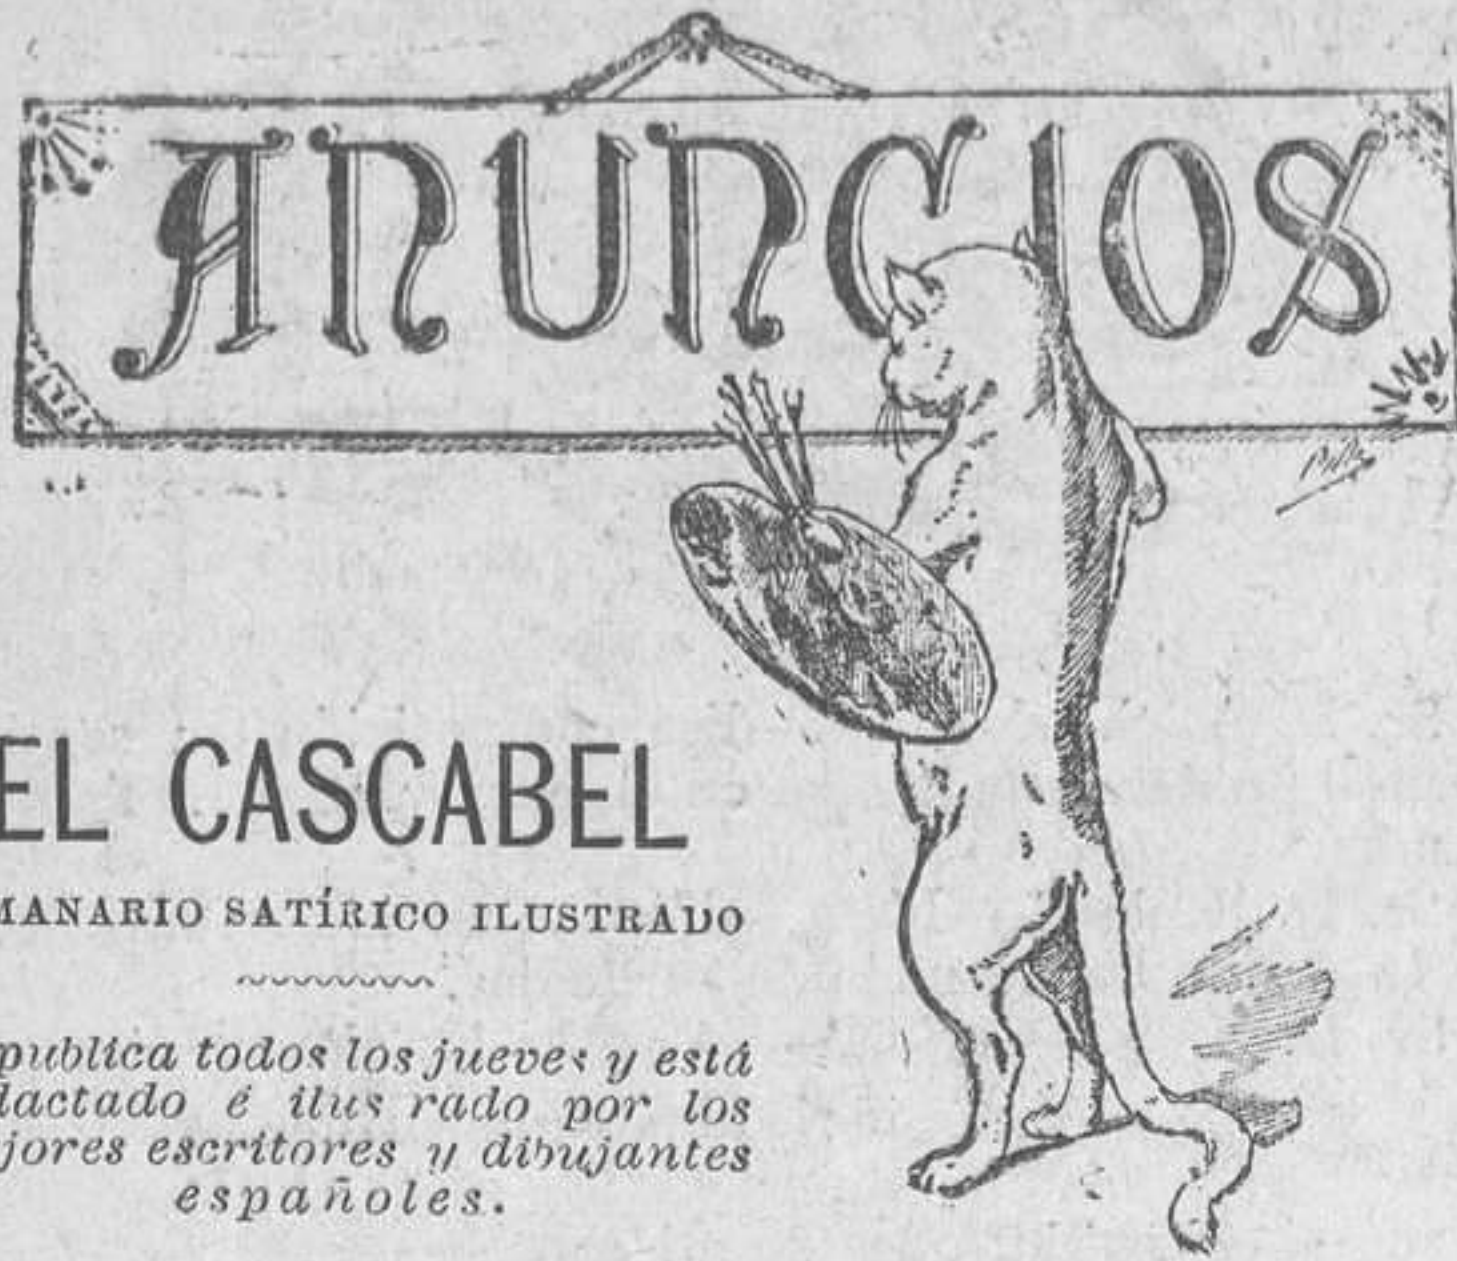 ANUNCIOS
EL CASCABEL
MANARIO SATÍRICO ILUSTRADO
publica todos los jueves y está
dactado é ilus rado por los
jores escritores y dibujantes
españoles.